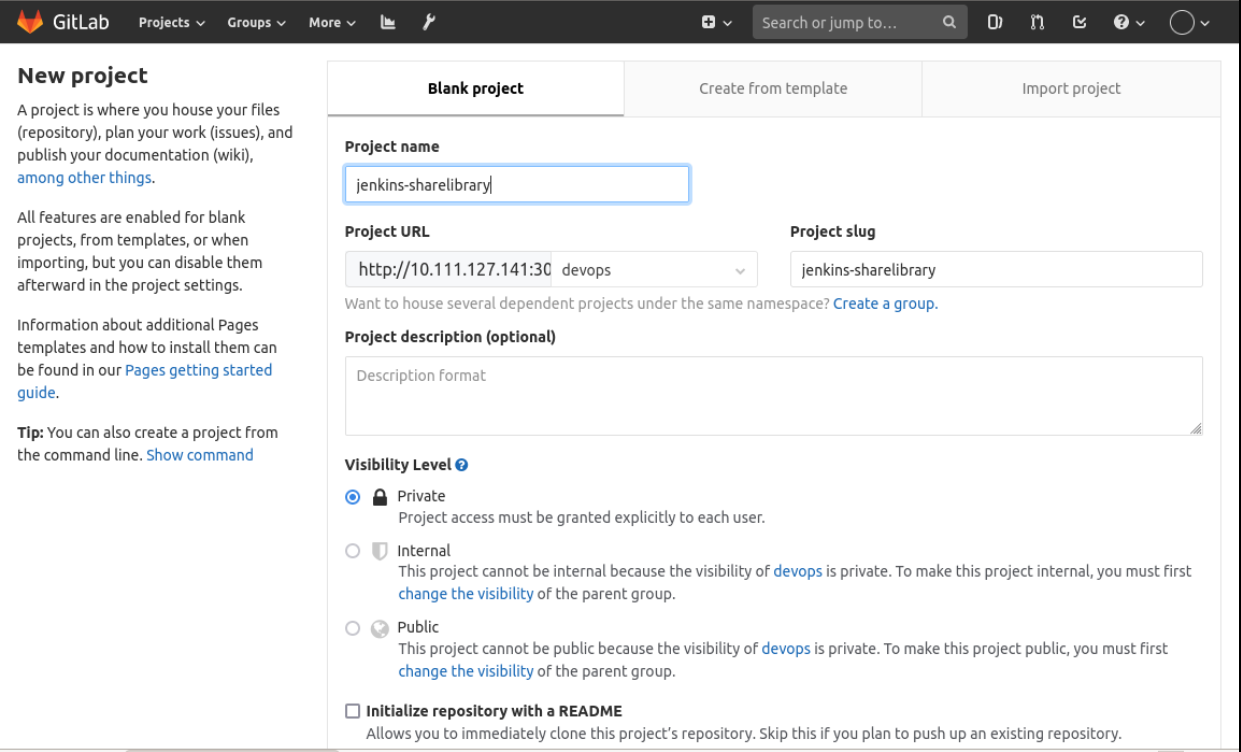 GitLab Projects Groups More Search or jump to...
New project
A project is where you house your files
(repository), plan your work (issues), and
publish your documentation (wiki),
among other things.
All features are enabled for blank
projects, from templates, or when
importing, but you can disable them
afterward in the project settings.
Information about additional Pages
templates and how to install them can
be found in our Pages getting started
guide.
Tip: You can also create a project from
the command line. Show command
Blank project Create from template Import project
Project name
jenkins-sharelibrary
Project URL Project slug
http://10.111.127.141:30 devops jenkins-sharelibrary
Want to house several dependent projects under the same namespace? Create a group.
Project description (optional)
Description format
Visibility Level ?
Private
Project access must be granted explicitly to each user.
Internal
This project cannot be internal because the visibility of devops is private. To make this project internal, you must first
change the visibility of the parent group.
Public
This project cannot be public because the visibility of devops is private. To make this project public, you must first
change the visibility of the parent group.
Initialize repository with a README
Allows you to immediately clone this project's repository. Skip this if you plan to push up an existing repository.